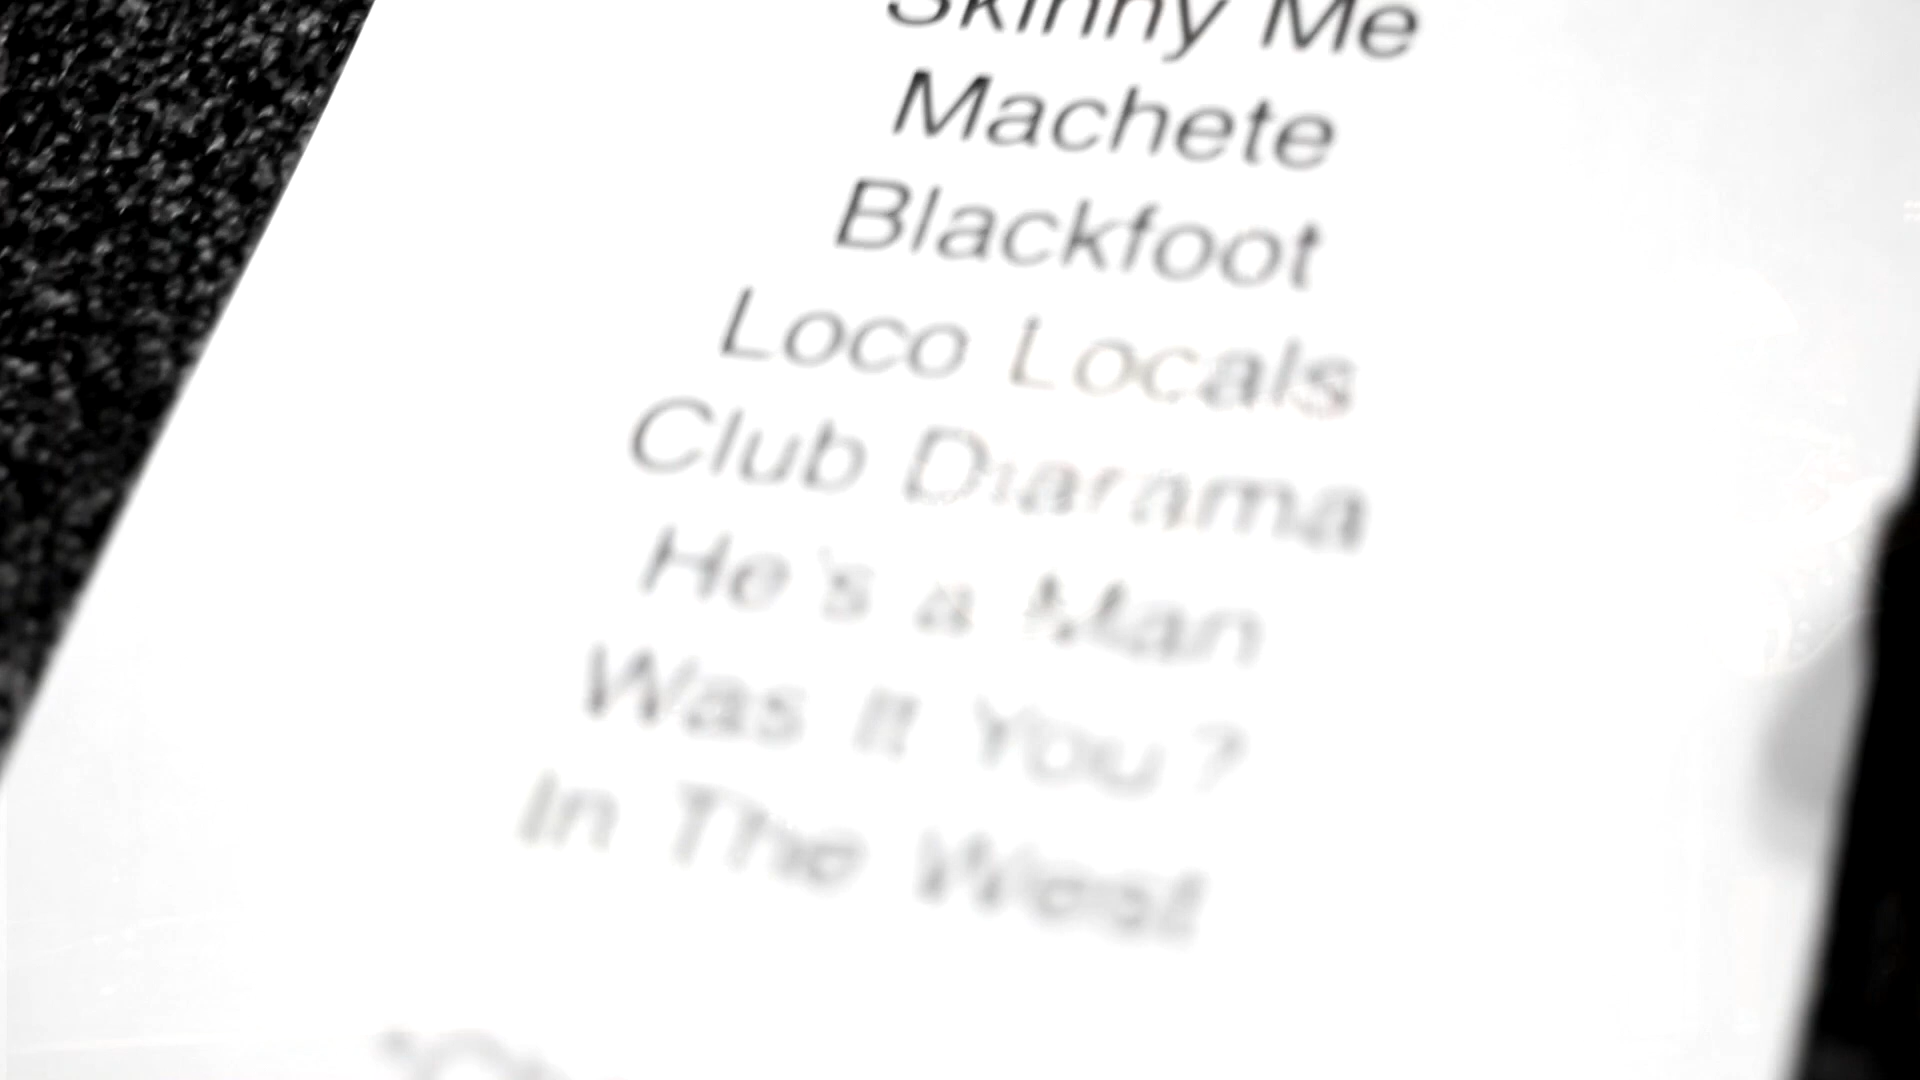 Skinny Me
Machete
Blackfoot
Loco Locals
Club Diarama
He's a Man
Was It You?
In The West